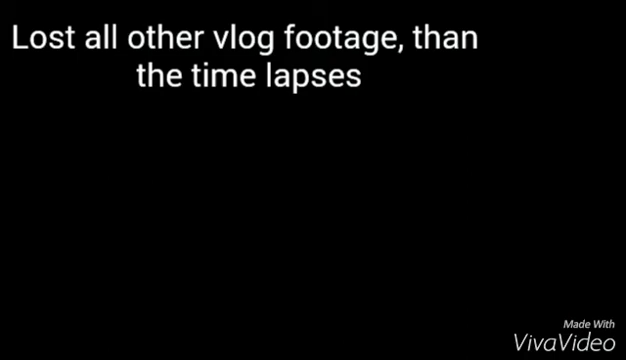 Lost all other vlog footage, than
the time lapses
Made With
VivaVideo